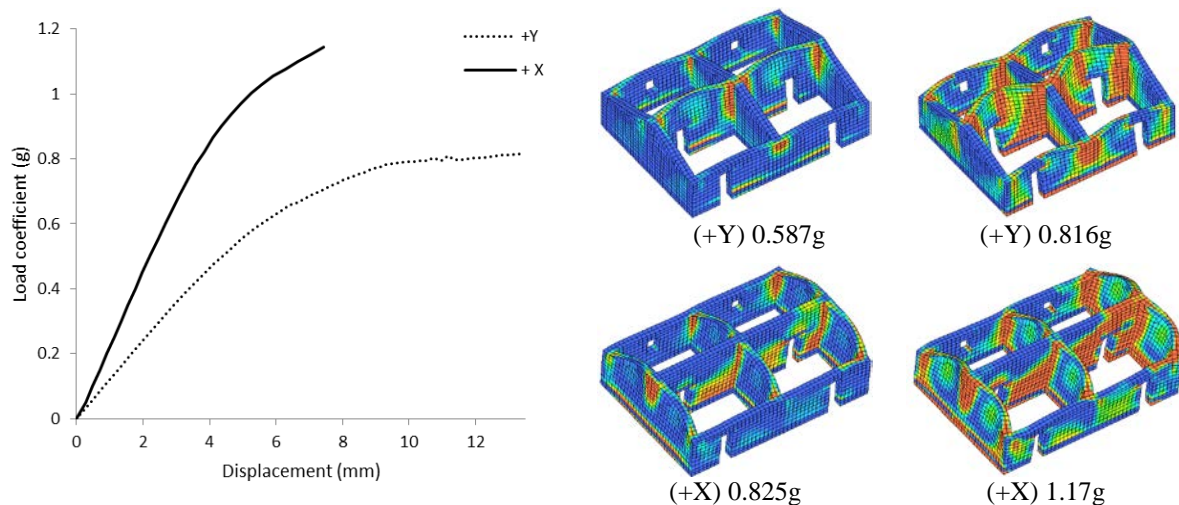 1.2
1
0.8
0.6
0.4
0.2
0
Load coefficient (g)
0 2 4 6 8 10 12
Displacement (mm)
+Y
+ X
(+Y) 0.587g
(+Y) 0.816g
(+X) 0.825g
(+X) 1.17g